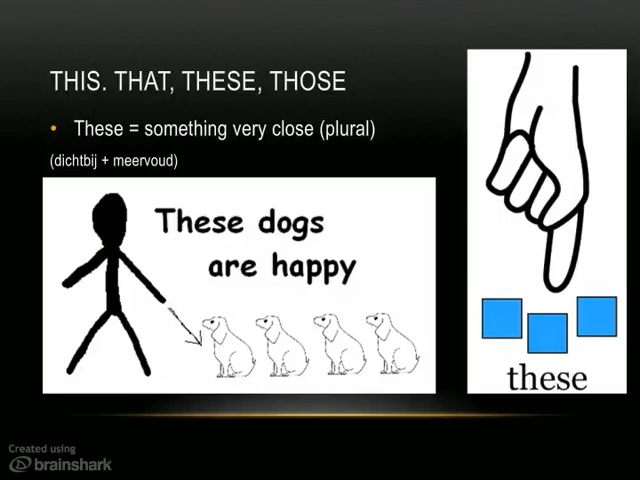 THIS. THAT, THESE, THOSE
• These = something very close (plural)
(dichtbij + meervoud)
These dogs
are happy
these
Created using
brainshark